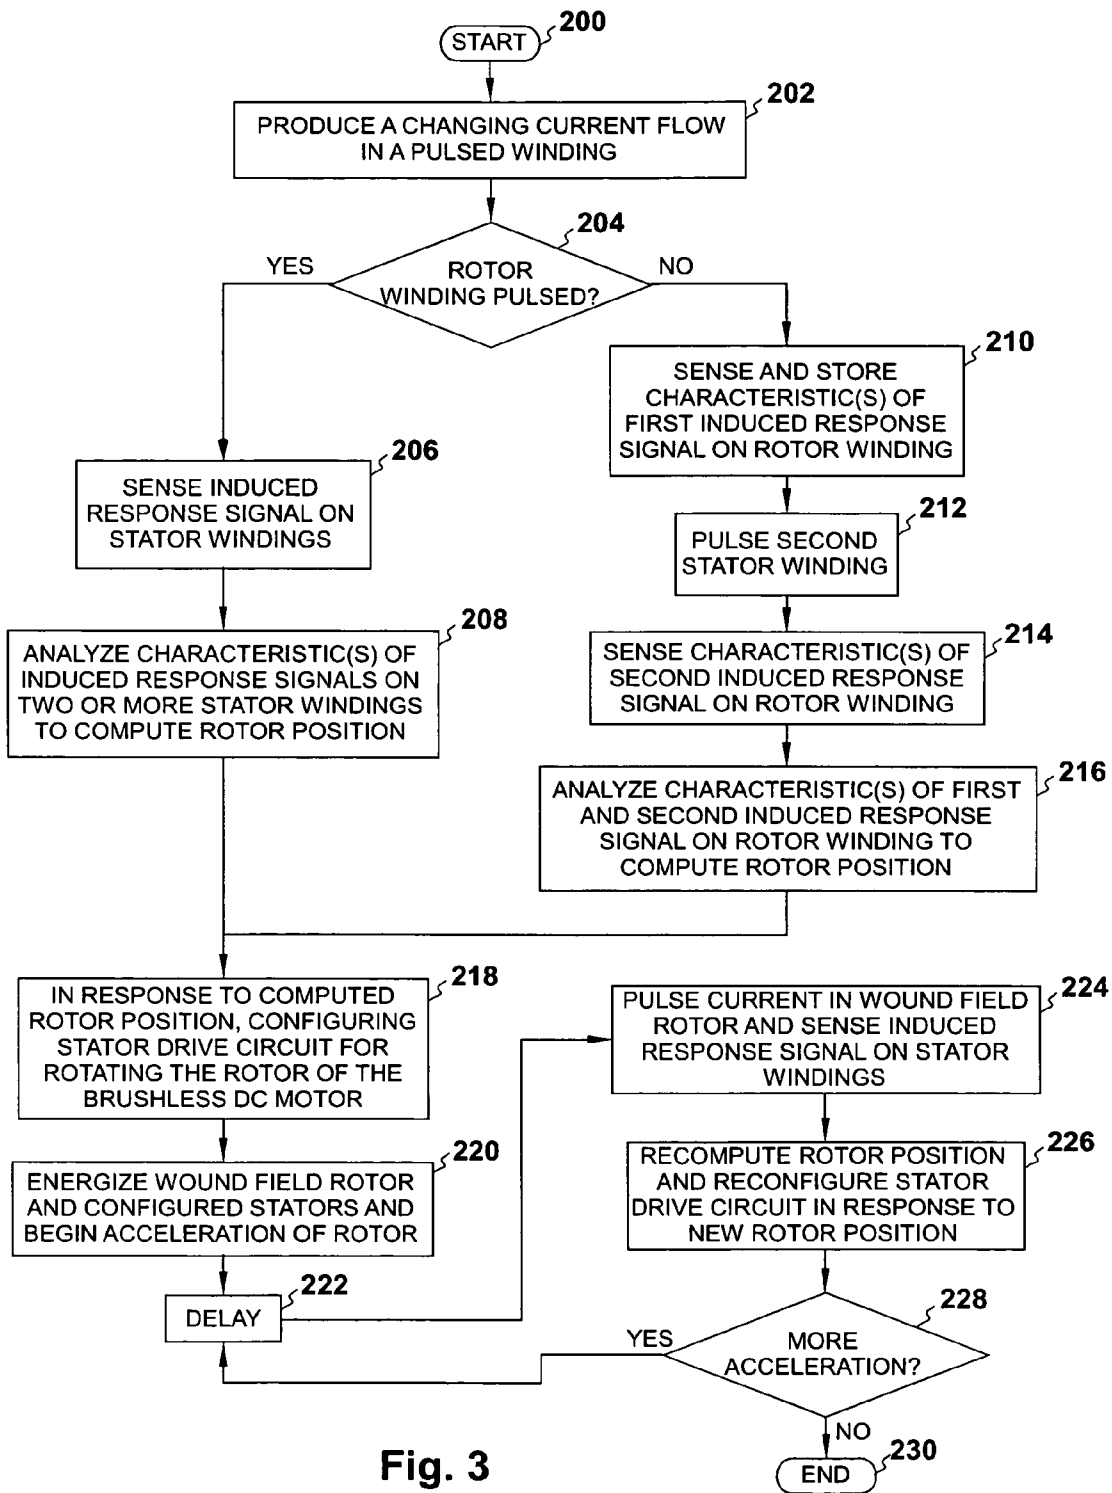 START
200
PRODUCE A CHANGING CURRENT FLOW
IN A PULSED WINDING
202
ROTOR
WINDING PULSED?
204
YES
NO
SENSE INDUCED
RESPONSE SIGNAL ON
STATOR WINDINGS
206
ANALYZE CHARACTERISTIC(S) OF
INDUCED RESPONSE SIGNALS ON
TWO OR MORE STATOR WINDINGS
TO COMPUTE ROTOR POSITION
208
SENSE AND STORE
CHARACTERISTIC(S) OF
FIRST INDUCED RESPONSE
SIGNAL ON ROTOR WINDING
210
PULSE SECOND
STATOR WINDING
212
SENSE CHARACTERISTIC(S) OF
SECOND INDUCED RESPONSE
SIGNAL ON ROTOR WINDING
214
ANALYZE CHARACTERISTIC(S) OF FIRST
AND SECOND INDUCED RESPONSE
SIGNAL ON ROTOR WINDING TO
COMPUTE ROTOR POSITION
216
IN RESPONSE TO COMPUTED
ROTOR POSITION, CONFIGURING
STATOR DRIVE CIRCUIT FOR
ROTATING THE ROTOR OF THE
BRUSHLESS DC MOTOR
218
ENERGIZE WOUND FIELD ROTOR
AND CONFIGURED STATORS AND
BEGIN ACCELERATION OF ROTOR
220
DELAY
222
PULSE CURRENT IN WOUND FIELD
ROTOR AND SENSE INDUCED
RESPONSE SIGNAL ON STATOR
WINDINGS
224
RECOMPUTE ROTOR POSITION
AND RECONFIGURE STATOR
DRIVE CIRCUIT IN RESPONSE TO
NEW ROTOR POSITION
226
MORE
ACCELERATION?
228
YES
NO
END
230
Fig. 3